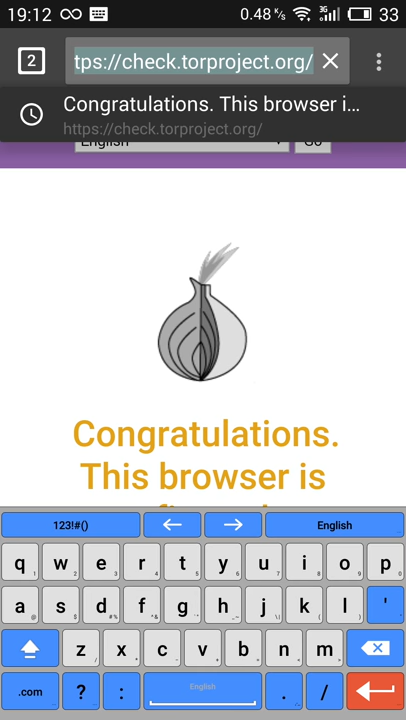 19:12 0.48 K/s 3G 33
2 tps://check.torproject.org/
Congratulations. This browser i...
https://check.torproject.org/
English Go
Congratulations.
This browser is
123!#() English
q w e r t y u i o p
a s d f g h j k l '
z x c v b n m
.com ? : English . /